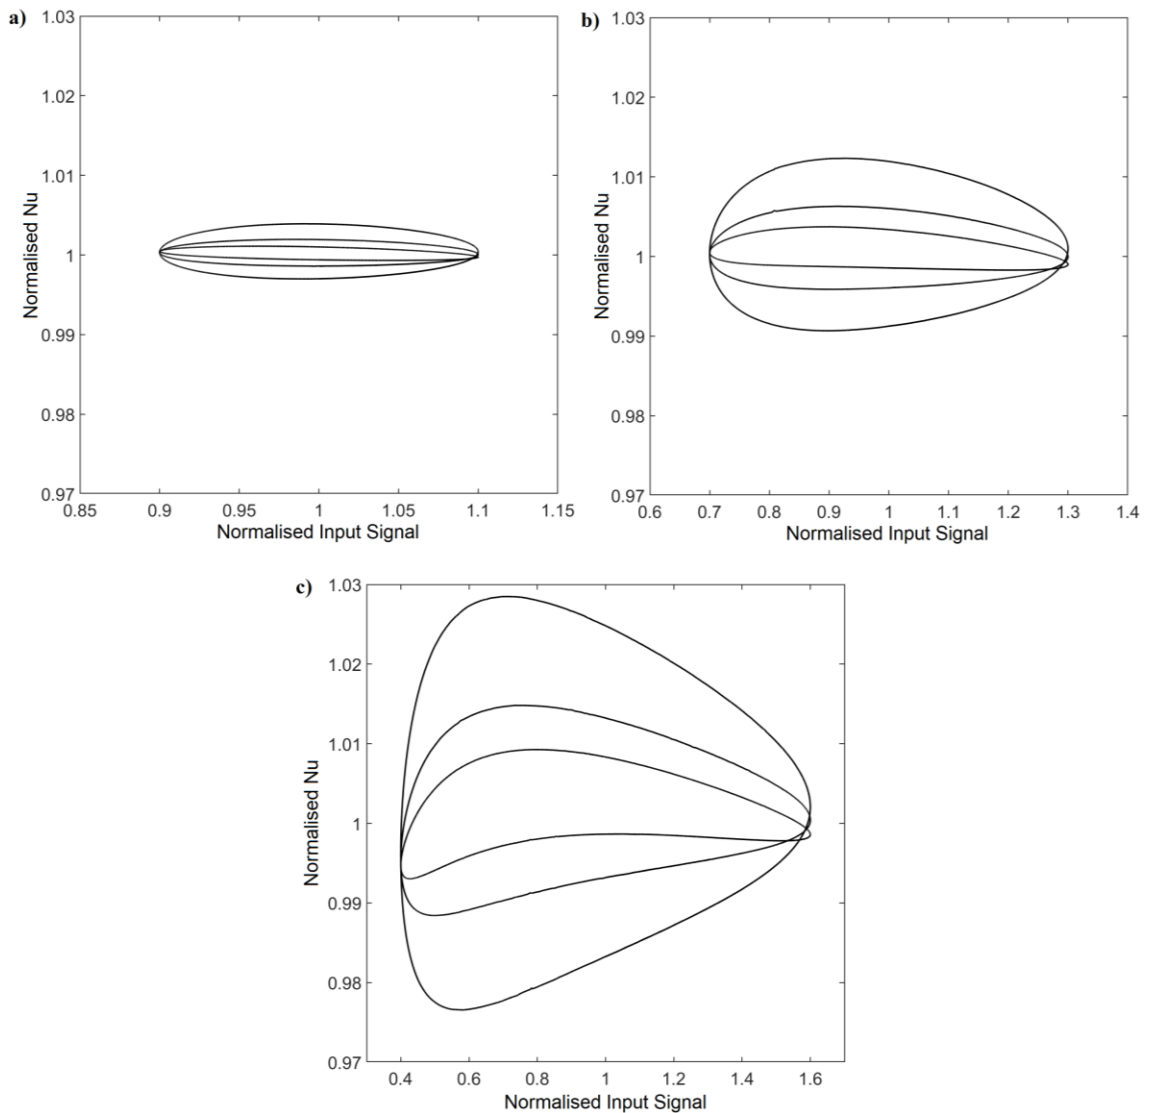 a)
1.03
1.02
1.01
1
0.99
0.98
0.97
Normalised Nu
0.85 0.9 0.95 1 1.05 1.1 1.15
Normalised Input Signal
b)
1.03
1.02
1.01
1
0.99
0.98
0.97
Normalised Nu
0.6 0.7 0.8 0.9 1 1.1 1.2 1.3 1.4
Normalised Input Signal
c)
1.03
1.02
1.01
1
0.99
0.98
0.97
Normalised Nu
0.4 0.6 0.8 1 1.2 1.4 1.6
Normalised Input Signal